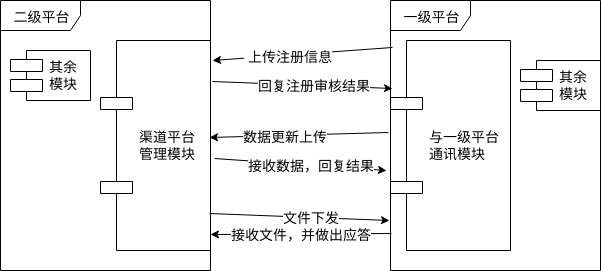 二级平台
一级平台
其余
模块
渠道平台
管理模块
上传注册信息
回复注册审核结果
数据更新上传
接收数据，回复结果
文件下发
接收文件，并做出应答
与一级平台
通讯模块
其余
模块